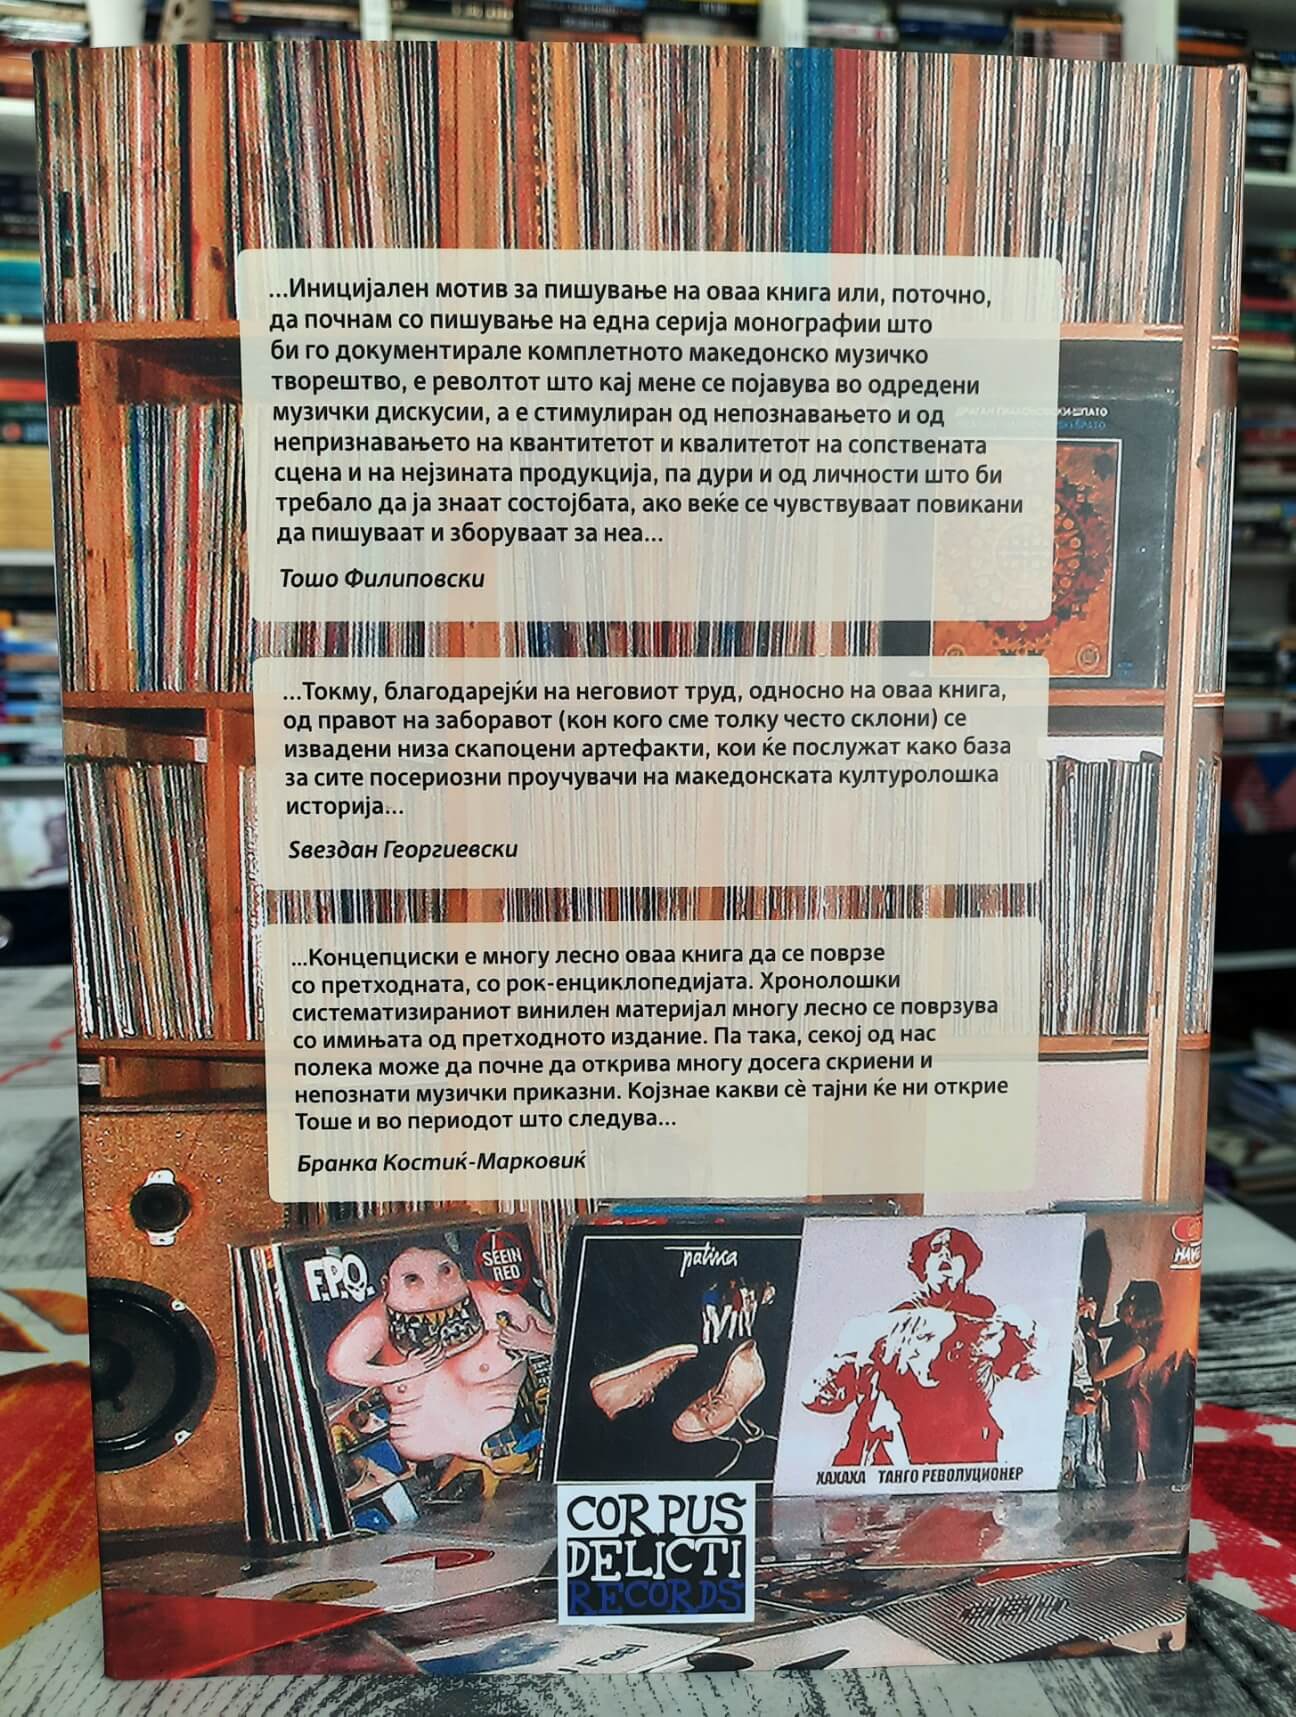 ...Иницијален мотив за пишување на оваа книга или, поточно,
да почнам со пишување на една серија монографии што
би го документирале комплетното македонско музичко
творештво, е револтот што кај мене се појавува во одредени
музички дискусии, а е стимулиран од непознавањето и од
непризнавањето на квантитетот и квалитетот на сопствената
сцена и на нејзината продукција, па дури и од личности што би
требало да ја знаат состојбата, ако веќе се чувствуваат повикани
да пишуваат и зборуваат за неа...
Тошо Филиповски
...Токму, благодарејќи на неговиот труд, односно на оваа книга,
од правот на заборавот (кон кого сме толку често склони) се
извадени низа скапоцени артефакти, кои ќе послужат како база
за сите посериозни проучувачи на македонската културолошка
историја...
Ѕвездан Георгиевски
...Концепциски е многу лесно оваа книга да се поврзе
со претходната, со рок-енциклопедијата. Хронолошки
систематизираниот винилен материјал многу лесно се поврзува
со имињата од претходното издание. Па така, секој од нас
полека може да почне да открива многу досега скриени и
непознати музички приказни. Којзнае какви сѐ тајни ќе ни открие
Тоше и во периодот што следува...
Бранка Костиќ-Марковиќ
F.P.O.
SEEIN
RED
patina
ХАХАХА ТАНГО РЕВОЛУЦИОНЕР
CORPUS
DELICTI
RECORDS